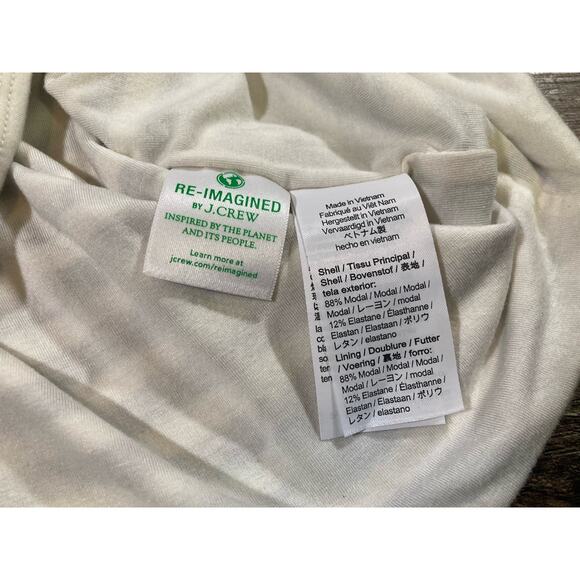 RE-IMAGINED
BY J.CREW
INSPIRED BY THE PLANET
AND ITS PEOPLE.
Learn more at
jcrew.com/reimagined
Made in Vietnam
Fabriqué au Viêt Nam
Hergestellt in Vietnam
Vervaardigd in Vietnam
ベトナム製
hecho en vietnam
Shell / Tissu Principal /
Shell / Bovenstof / 表地 /
tela exterior:
88% Modal / Modal / Modal /
Modal / レーヨン / modal
12% Elastane / Élasthanne /
Elastan / Elastaan / ポリウ
レタン / elastano
Lining / Doublure / Futter
/ Voering / 裏地 / forro:
88% Modal / Modal / Modal /
Modal / レーヨン / modal
12% Elastane / Élasthanne /
Elastan / Elastaan / ポリウ
レタン / elastano